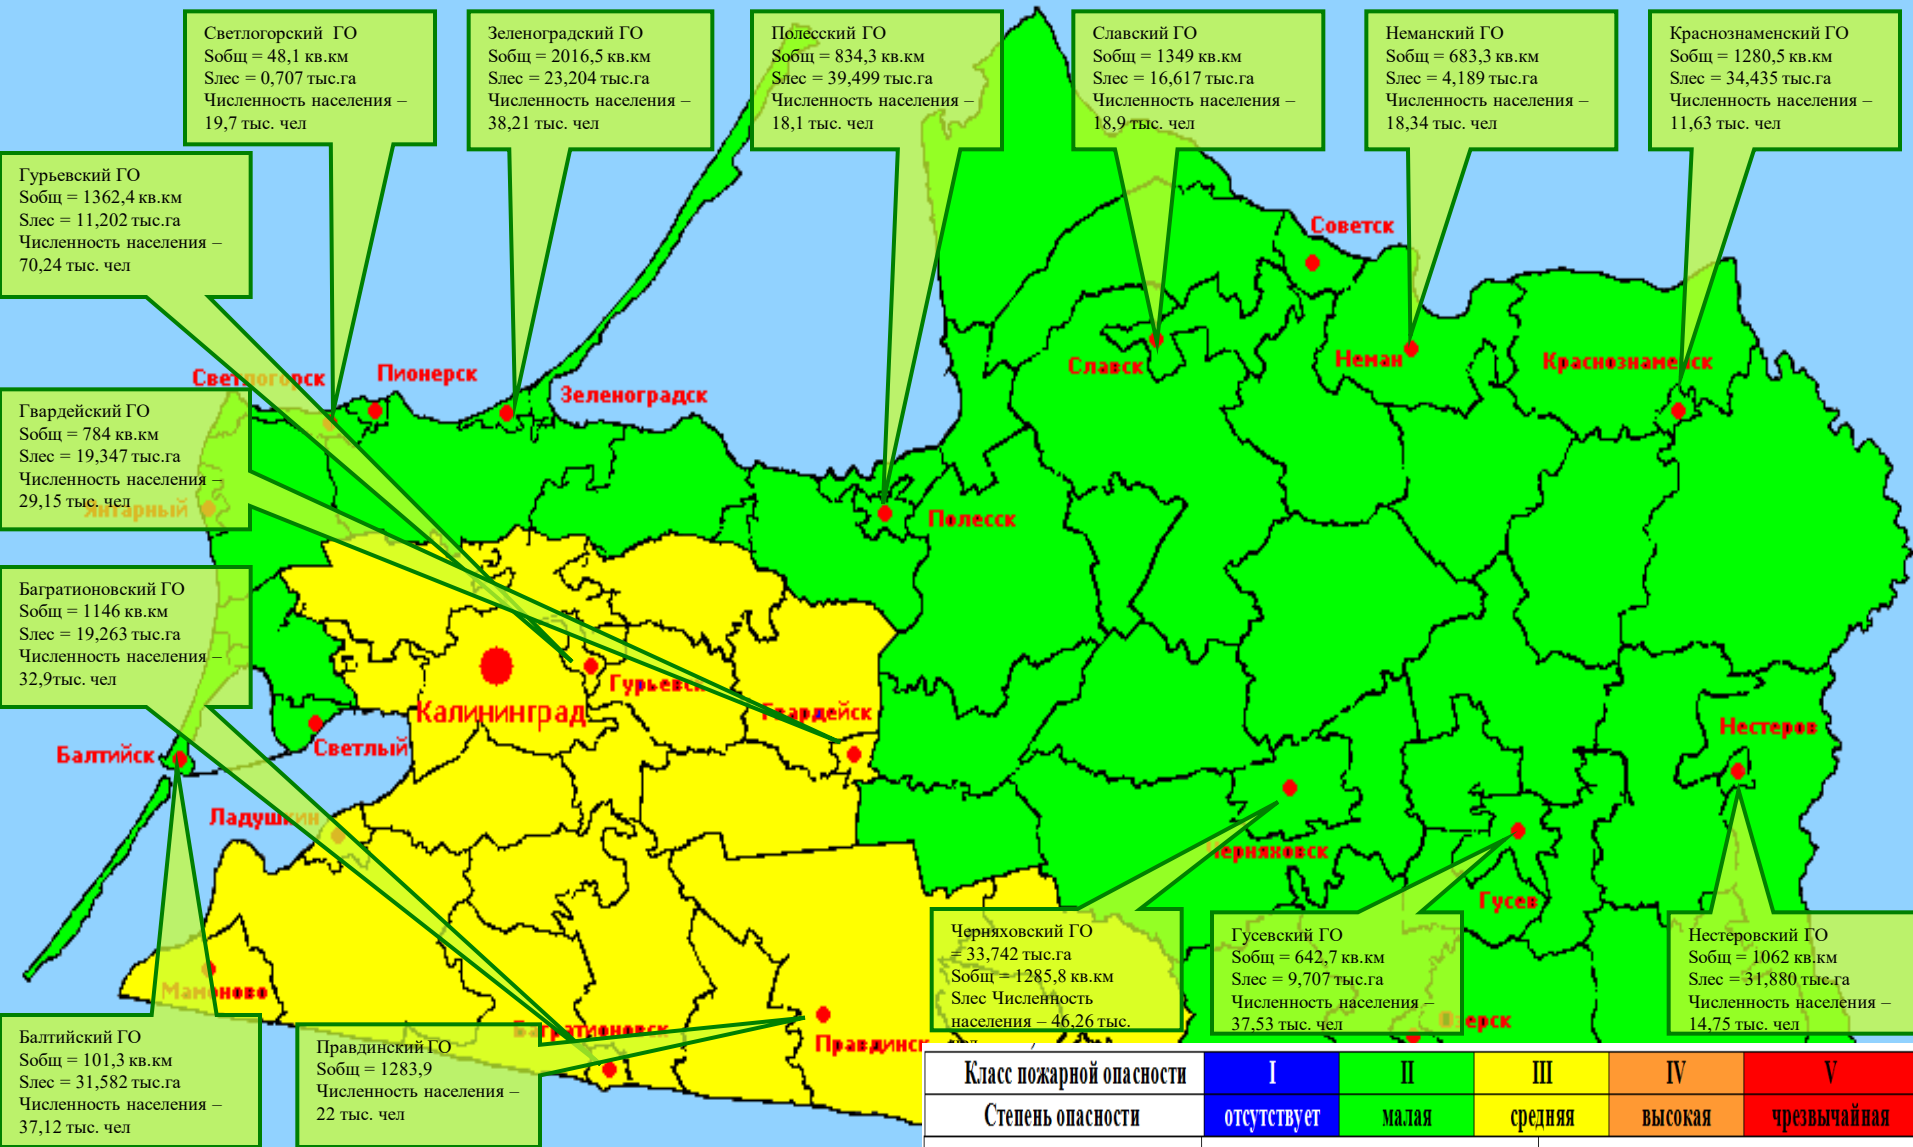 Светлогорский ГО
Sобщ = 48,1 кв.км
Sлес = 0,707 тыс.га
Численность населения –
19,7 тыс. чел
Зеленоградский ГО
Sобщ = 2016,5 кв.км
Sлес = 23,204 тыс.га
Численность населения –
38,21 тыс. чел
Полесский ГО
Sобщ = 834,3 кв.км
Sлес = 39,499 тыс.га
Численность населения –
18,1 тыс. чел
Славский ГО
Sобщ = 1349 кв.км
Sлес = 16,617 тыс.га
Численность населения –
18,9 тыс. чел
Неманский ГО
Sобщ = 683,3 кв.км
Sлес = 4,189 тыс.га
Численность населения –
18,34 тыс. чел
Краснознаменский ГО
Sобщ = 1280,5 кв.км
Sлес = 34,435 тыс.га
Численность населения –
11,63 тыс. чел
Гурьевский ГО
Sобщ = 1362,4 кв.км
Sлес = 11,202 тыс.га
Численность населения –
70,24 тыс. чел
Советск
Славск
Неман
Краснознаменск
Светлогорск
Пионерск
Зеленоградск
Гвардейский ГО
Sобщ = 784 кв.км
Sлес = 19,347 тыс.га
Численность населения –
29,15 тыс. чел
Янтарный
Полесск
Багратионовский ГО
Sобщ = 1146 кв.км
Sлес = 19,263 тыс.га
Численность населения –
32,9тыс. чел
Гурьевск
Калининград
Гвардейск
Нестеров
Балтийск
Светлый
Ладушкин
Черняховск
Гусев
Мамоново
Багратионовск
Правдинск
Озерск
Черняховский ГО
= 33,742 тыс.га
Sобщ = 1285,8 кв.км
Sлес Численность
населения – 46,26 тыс.
Гусевский ГО
Sобщ = 642,7 кв.км
Sлес = 9,707 тыс.га
Численность населения –
37,53 тыс. чел
Нестеровский ГО
Sобщ = 1062 кв.км
Sлес = 31,880 тыс.га
Численность населения –
14,75 тыс. чел
Балтийский ГО
Sобщ = 101,3 кв.км
Sлес = 31,582 тыс.га
Численность населения –
37,12 тыс. чел
Правдинский ГО
Sобщ = 1283,9
Численность населения –
22 тыс. чел
Класс пожарной опасности I II III IV V
Степень опасности отсутствует малая средняя высокая чрезвычайная